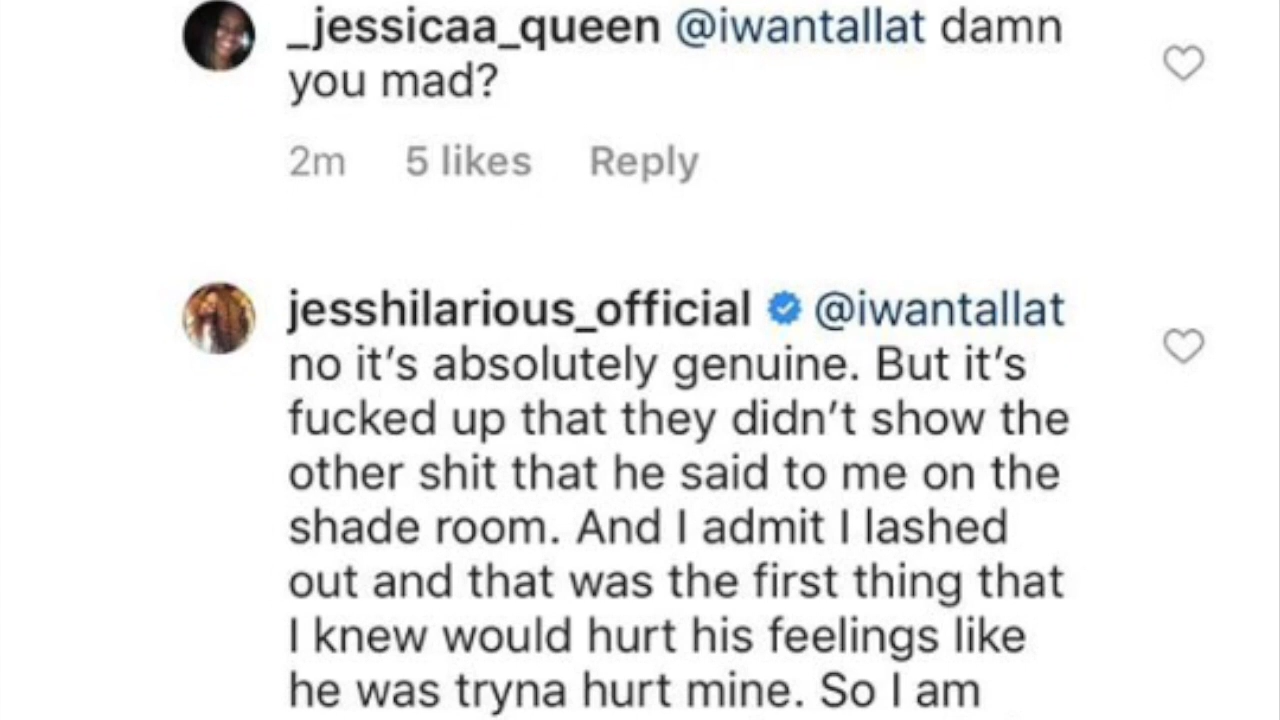 _jessicaa_queen @iwantallat damn
you mad?
2m 5 likes Reply
jesshilarious_official @iwantallat
no it's absolutely genuine. But it's
fucked up that they didn't show the
other shit that he said to me on the
shade room. And I admit I lashed
out and that was the first thing that
I knew would hurt his feelings like
he was tryna hurt mine. So I am